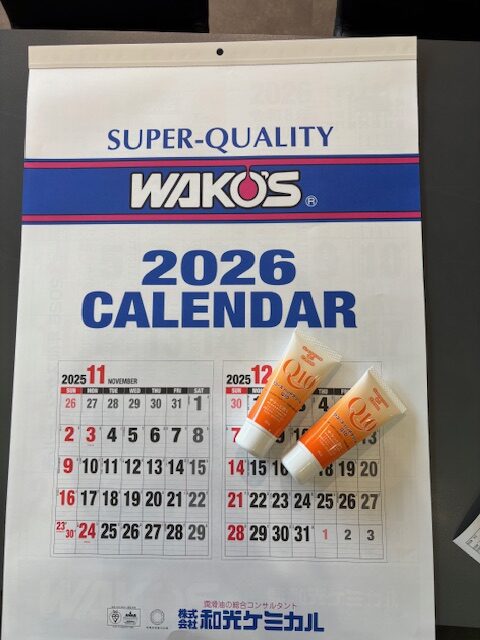 SUPER-QUALITY
WAKO'S®
2026
CALENDAR
2025 11 NOVEMBER
SUN MON TUE WED THU FRI SAT
26 27 28 29 30 31 1
2 3 4 5 6 7 8
9 10 11 12 13 14 15
16 17 18 19 20 21 22
23/30 24 25 26 27 28 29
2025 12
SUN
30
7
14 15 18 19 20
21 22 23 24 25 26 27
28 29 30 31 1 2 3
Q10
Q10
潤滑油の総合コンサルタント
株式会社 和光ケミカル